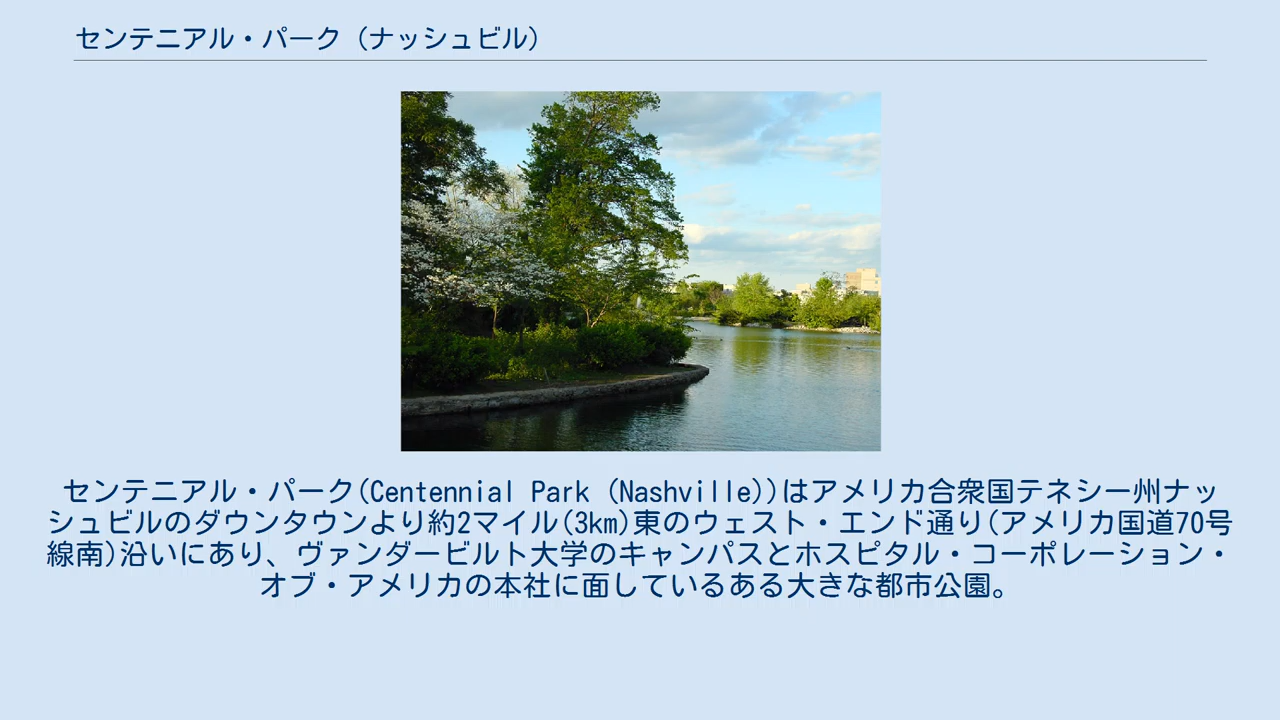 センテニアル・パーク（ナッシュビル）
センテニアル・パーク(Centennial Park (Nashville))はアメリカ合衆国テネシー州ナッ
シュビルのダウンタウンより約2マイル(3km)東のウェスト・エンド通り(アメリカ国道70号
線南)沿いにあり、ヴァンダービルト大学のキャンパスとホスピタル・コーポレーション・
オブ・アメリカの本社に面しているある大きな都市公園。